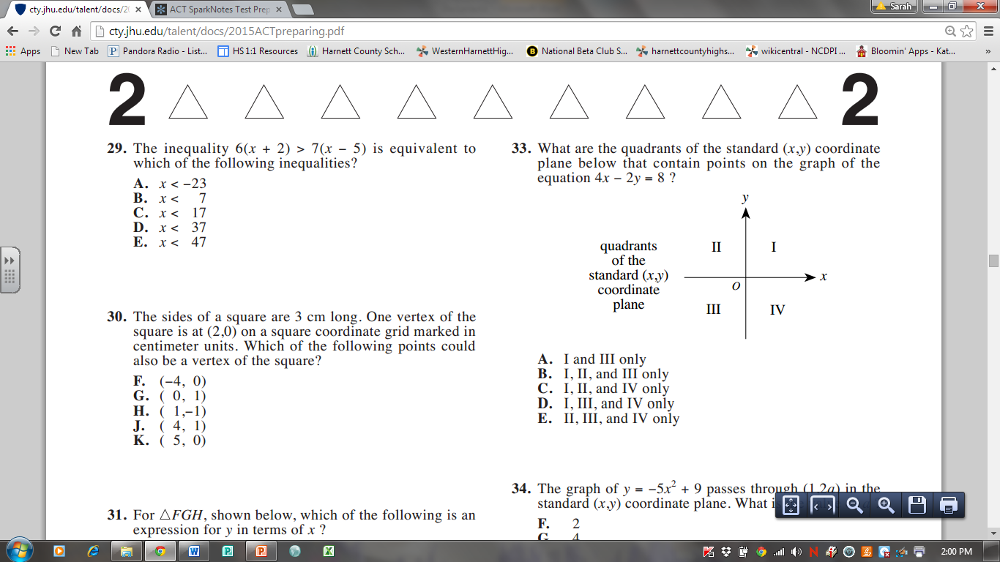 cty.jhu.edu/talent/docs/20
ACT SparkNotes Test Prep
Sarah
cty.jhu.edu/talent/docs/2015ACTpreparing.pdf
Apps New Tab Pandora Radio - List... HS 1:1 Resources Harnett County Sch... WesternHarnettHig... National Beta Club S... harnettcountyhighs... wikicentral - NCDPI ... Bloomin' Apps - Kat... »
2 2
29. The inequality 6(x + 2) > 7(x − 5) is equivalent to
which of the following inequalities?
A. x < −23
B. x < 7
C. x < 17
D. x < 37
E. x < 47
30. The sides of a square are 3 cm long. One vertex of the
square is at (2,0) on a square coordinate grid marked in
centimeter units. Which of the following points could
also be a vertex of the square?
F. (−4, 0)
G. ( 0, 1)
H. ( 1,−1)
J. ( 4, 1)
K. ( 5, 0)
31. For △FGH, shown below, which of the following is an
expression for y in terms of x ?
33. What are the quadrants of the standard (x,y) coordinate
plane below that contain points on the graph of the
equation 4x − 2y = 8 ?
y
quadrants
of the
standard (x,y)
coordinate
plane
II I
x
O
III IV
A. I and III only
B. I, II, and III only
C. I, II, and IV only
D. I, III, and IV only
E. II, III, and IV only
34. The graph of y = −5x² + 9 passes through (1,2a) in the
standard (x,y) coordinate plane. What i
F. 2
G. 4
2:00 PM